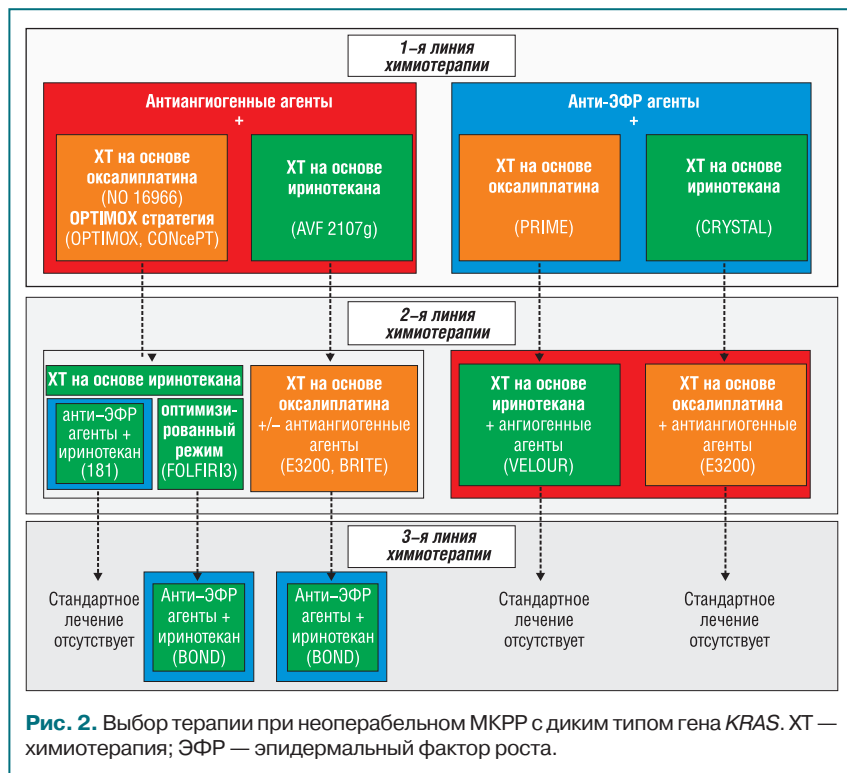 1–я линия
химиотерапии
Антиангиогенные агенты
+
ХТ на основе
оксалиплатина
(NO 16966)
OPTIMOX стратегия
(OPTIMOX, CONcePT)
ХТ на основе
иринотекана
(AVF 2107g)
Анти-ЭФР агенты
+
ХТ на основе
оксалиплатина
(PRIME)
ХТ на основе
иринотекана
(CRYSTAL)
2–я линия
химиотерапии
ХТ на основе иринотекана
анти–ЭФР
агенты +
иринотекан
(181)
оптимизи-
рованный
режим
(FOLFIRI3)
ХТ на основе
оксалиплатина
+/– антиангиогенные
агенты
(E3200, BRITE)
ХТ на основе
иринотекана
+ ангиогенные
агенты
(VELOUR)
ХТ на основе
оксалиплатина
+ антиангиогенные
агенты
(E3200)
3–я линия
химиотерапии
Стандартное
лечение
отсутствует
Анти–ЭФР
агенты +
иринотекан
(BOND)
Анти–ЭФР
агенты +
иринотекан
(BOND)
Стандартное
лечение
отсутствует
Стандартное
лечение
отсутствует
Рис. 2. Выбор терапии при неоперабельном МКРР с диким типом гена KRAS. ХТ —
химиотерапия; ЭФР — эпидермальный фактор роста.